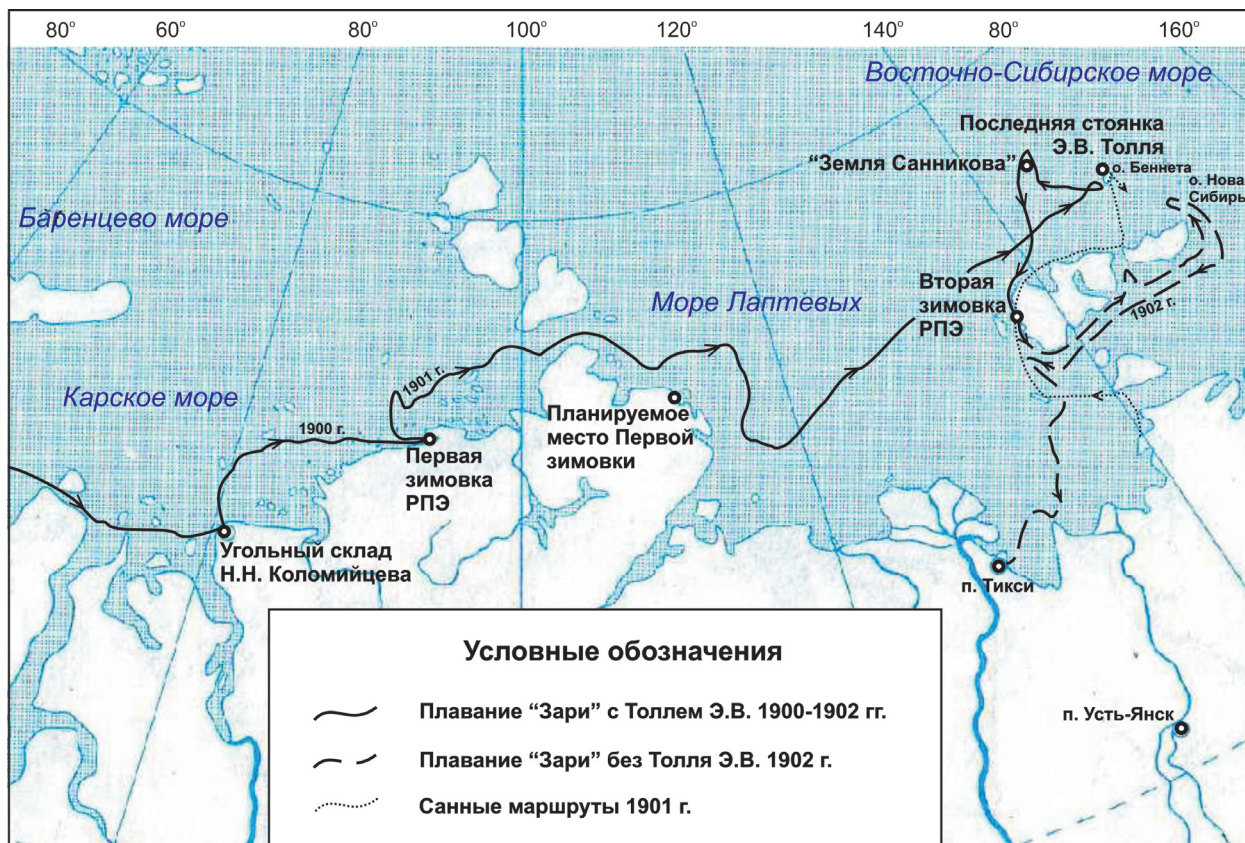 80° 60° 80° 100° 120° 140° 80° 160°
Восточно-Сибирское море
Последняя стоянка
Э.В. Толля
“Земля Санникова”
о. Беннета
о. Новая
Сибирь
Баренцево море
Вторая
зимовка
РПЭ
Море Лаптевых
1902 г.
1901 г.
Карское море
Планируемое
место Первой
зимовки
1900 г.
Первая
зимовка
РПЭ
Угольный склад
Н.Н. Коломийцева
п. Тикси
п. Усть-Янск
Условные обозначения
Плавание “Зари” с Толлем Э.В. 1900-1902 гг.
Плавание “Зари” без Толля Э.В. 1902 г.
Санные маршруты 1901 г.